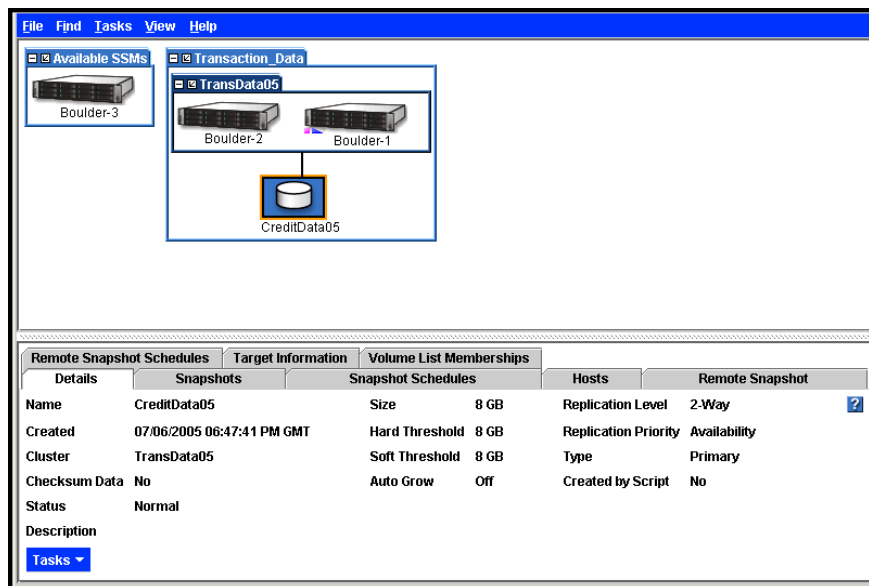 File Find Tasks View Help
Available SSMs
Boulder-3
Transaction_Data
TransData05
Boulder-2
Boulder-1
CreditData05
Remote Snapshot Schedules Target Information Volume List Memberships
Details Snapshots Snapshot Schedules Hosts Remote Snapshot
Name CreditData05 Size 8 GB Replication Level 2-Way ?
Created 07/06/2005 06:47:41 PM GMT Hard Threshold 8 GB Replication Priority Availability
Cluster TransData05 Soft Threshold 8 GB Type Primary
Checksum Data No Auto Grow Off Created by Script No
Status Normal
Description
Tasks